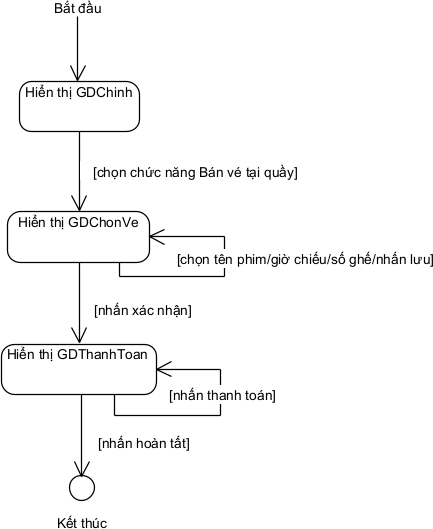 Bắt đầu
Hiển thị GDChinh
[chọn chức năng Bán vé tại quầy]
Hiển thị GDChonVe
[chọn tên phim/giờ chiếu/số ghế/nhấn lưu]
[nhấn xác nhận]
Hiển thị GDThanhToan
[nhấn thanh toán]
[nhấn hoàn tất]
Kết thúc